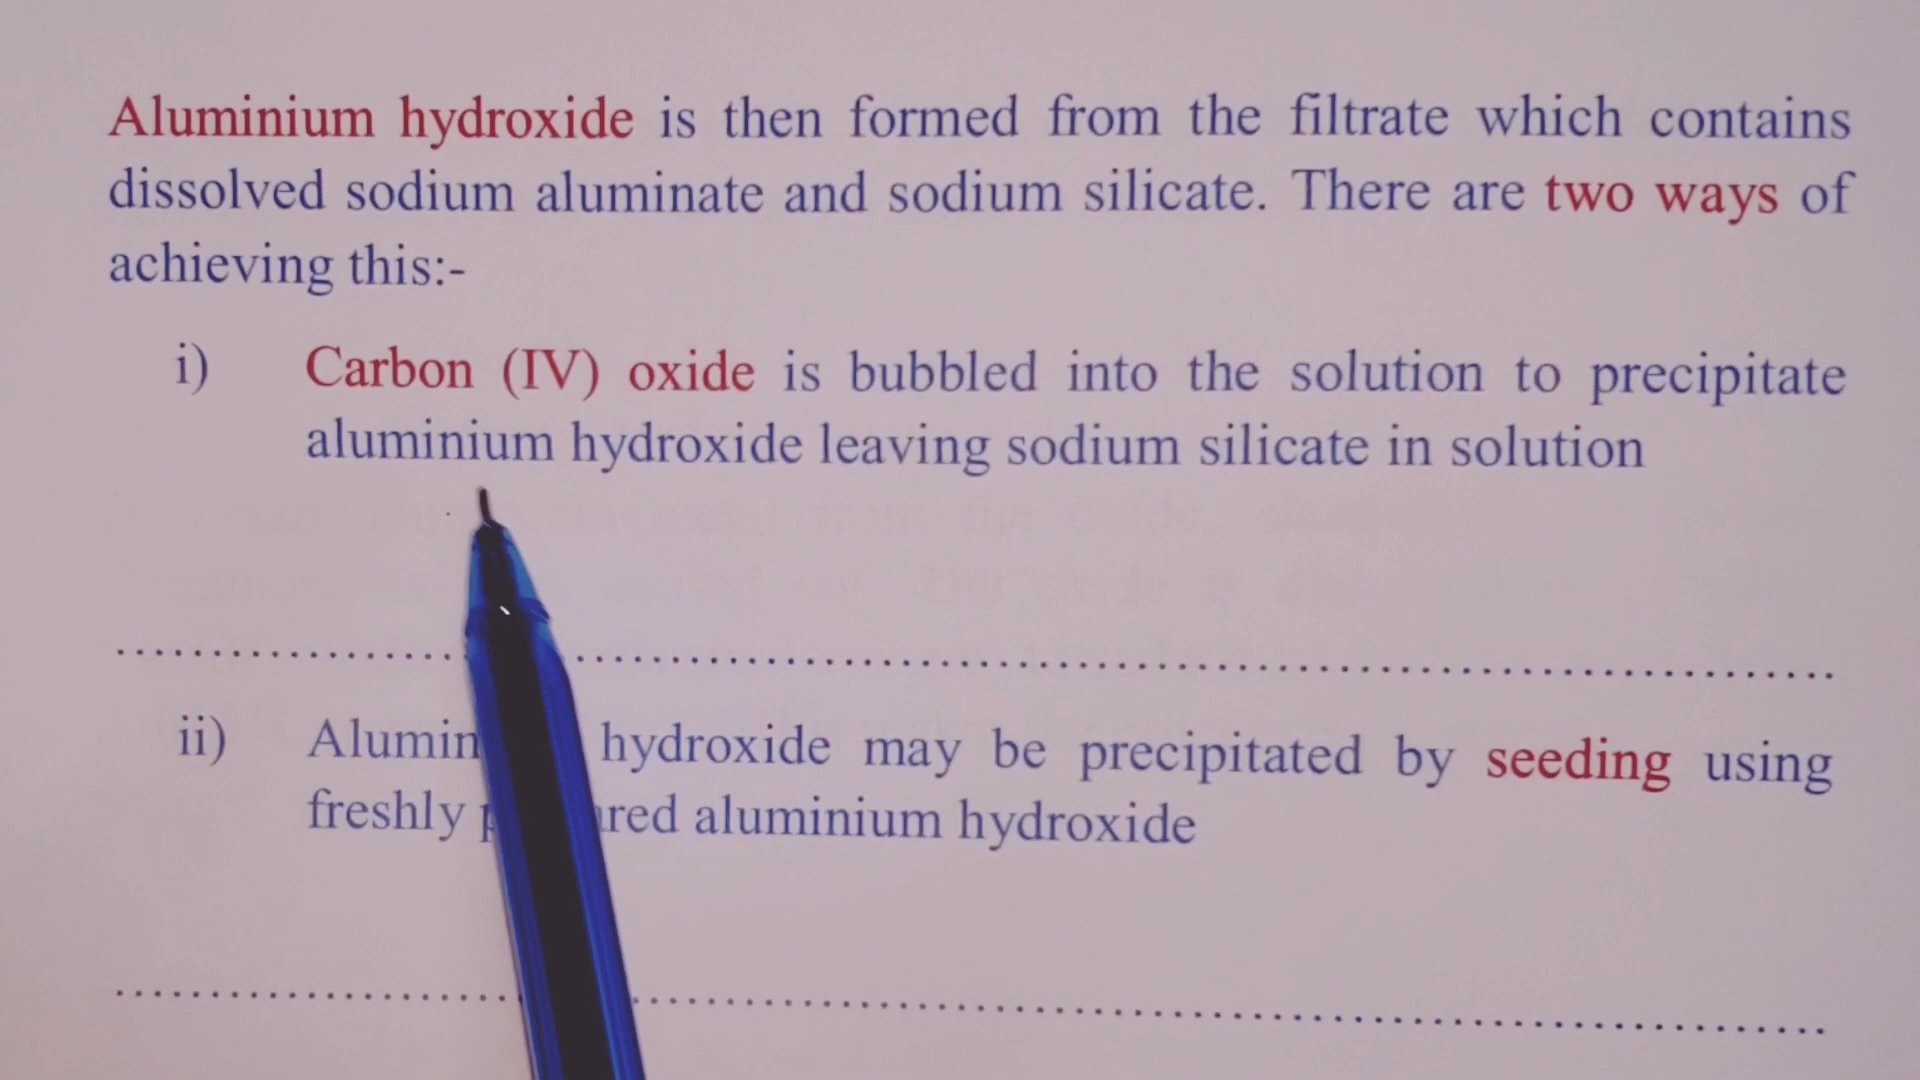 Aluminium hydroxide is then formed from the filtrate which contains
dissolved sodium aluminate and sodium silicate. There are two ways of
achieving this:-
i) Carbon (IV) oxide is bubbled into the solution to precipitate
aluminium hydroxide leaving sodium silicate in solution
ii) Alumin hydroxide may be precipitated by seeding using
freshly aluminium hydroxide